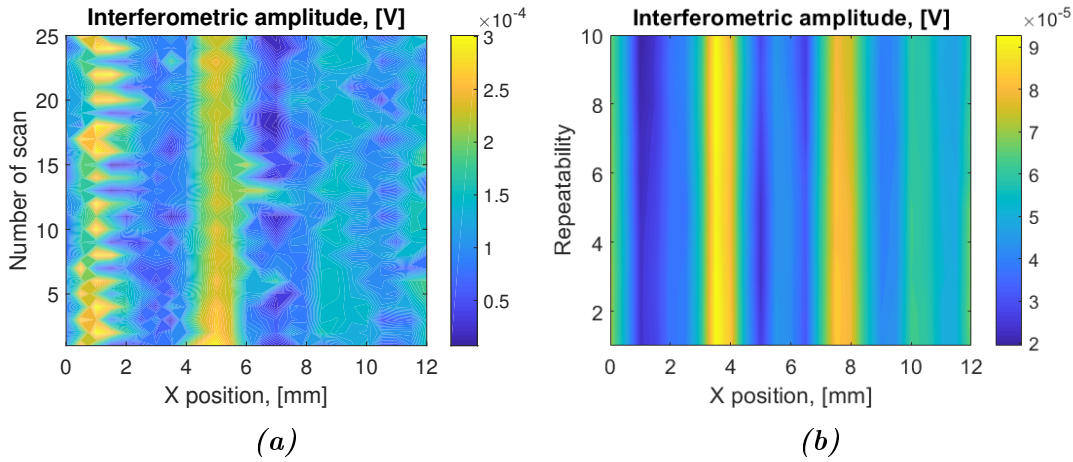 Interferometric amplitude, [V]
×10⁻⁴
25
20
15
10
5
Number of scan
0 2 4 6 8 10 12
X position, [mm]
3
2.5
2
1.5
1
0.5
(a)
Interferometric amplitude, [V]
×10⁻⁵
10
8
6
4
2
Repeatability
0 2 4 6 8 10 12
X position, [mm]
9
8
7
6
5
4
3
2
(b)